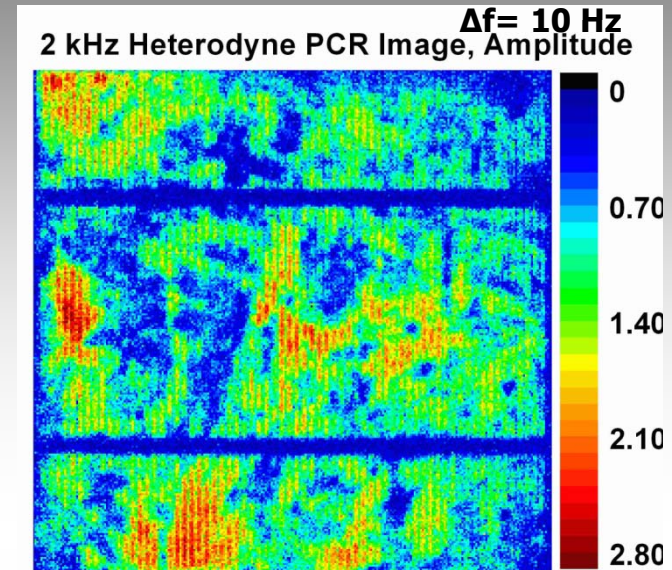 Δf= 10 Hz
2 kHz Heterodyne PCR Image, Amplitude
0
0.70
1.40
2.10
2.80